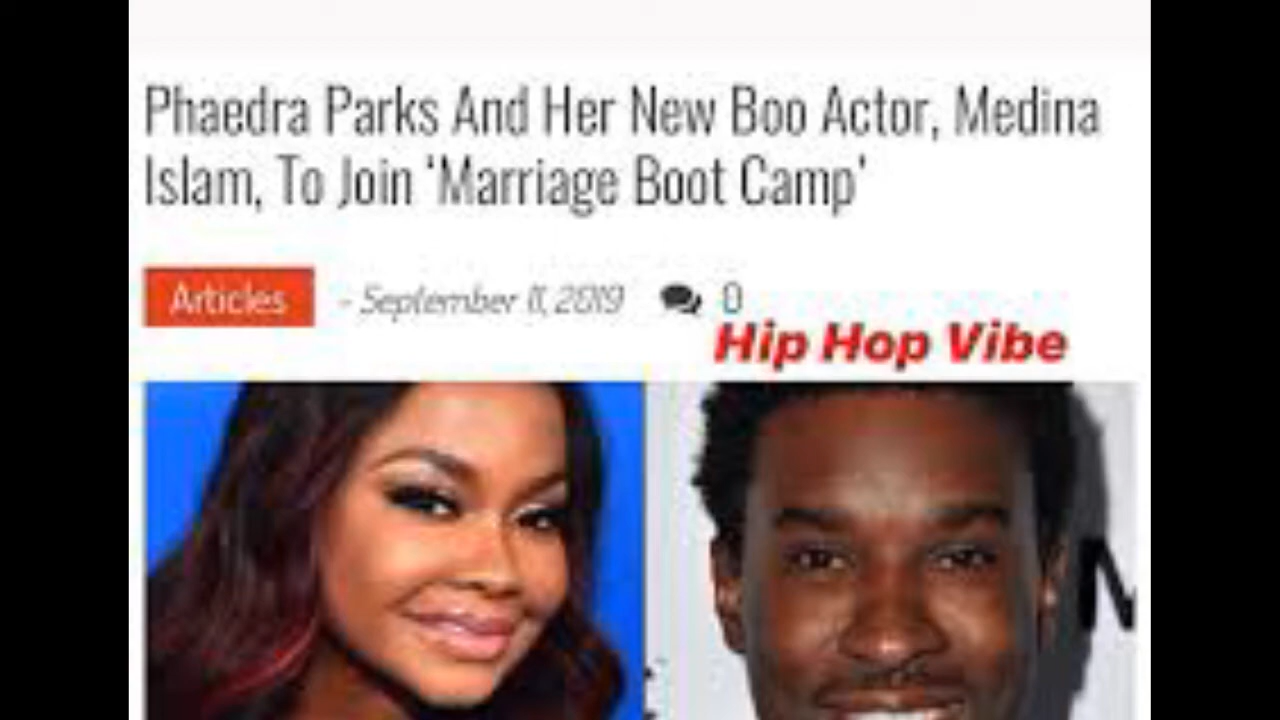 Phaedra Parks And Her New Boo Actor, Medina
Islam, To Join ‘Marriage Boot Camp’
Articles - September 11, 2019 0
Hip Hop Vibe